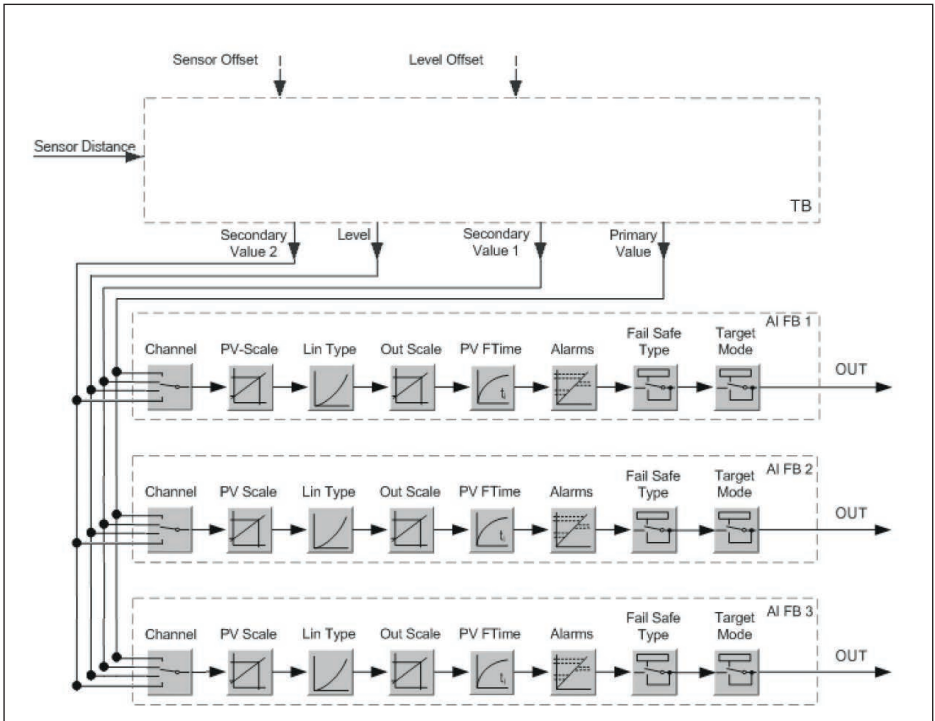 Sensor Offset
Level Offset
Sensor Distance
TB
Secondary
Value 2
Level
Secondary
Value 1
Primary
Value
AI FB 1
Channel
PV-Scale
Lin Type
Out Scale
PV FTime
Alarms
Fail Safe
Type
Target
Mode
OUT
t₁
AI FB 2
Channel
PV Scale
Lin Type
Out Scale
PV FTime
Alarms
Fail Safe
Type
Target
Mode
OUT
t₁
AI FB 3
Channel
PV Scale
Lin Type
Out Scale
PV FTime
Alarms
Fail Safe
Type
Target
Mode
OUT
t₁